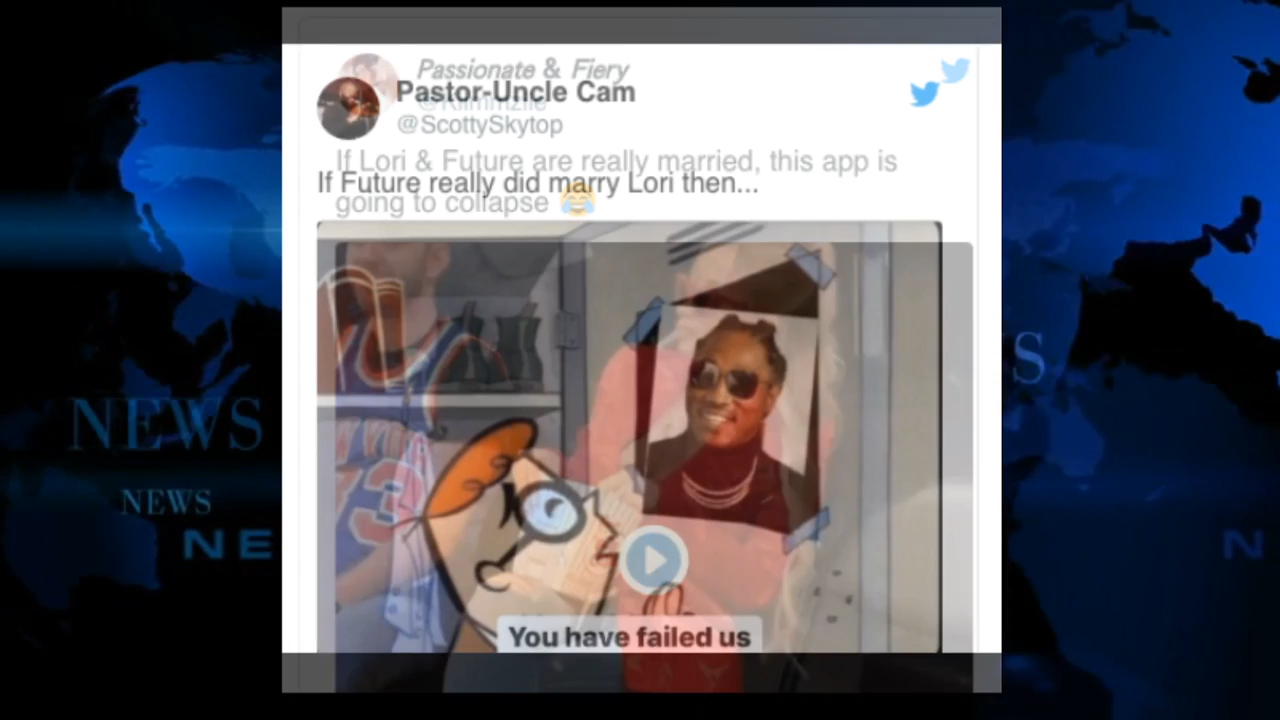 Passionate & Fiery
Pastor-Uncle Cam
@ScottySkytop
If Lori & Future are really married, this app is
If Future really did marry Lori then...
going to collapse 😂
NEWS
NEWS
NE
S
N
73
You have failed us